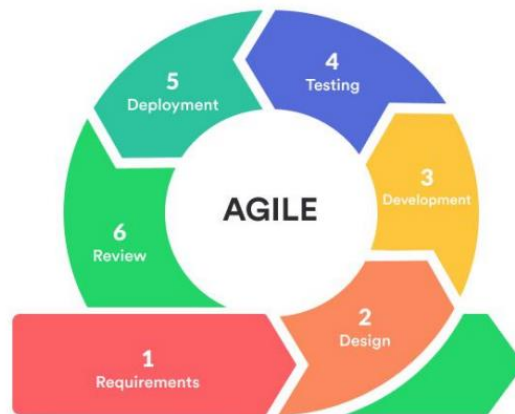 AGILE
1
Requirements
2
Design
3
Development
4
Testing
5
Deployment
6
Review